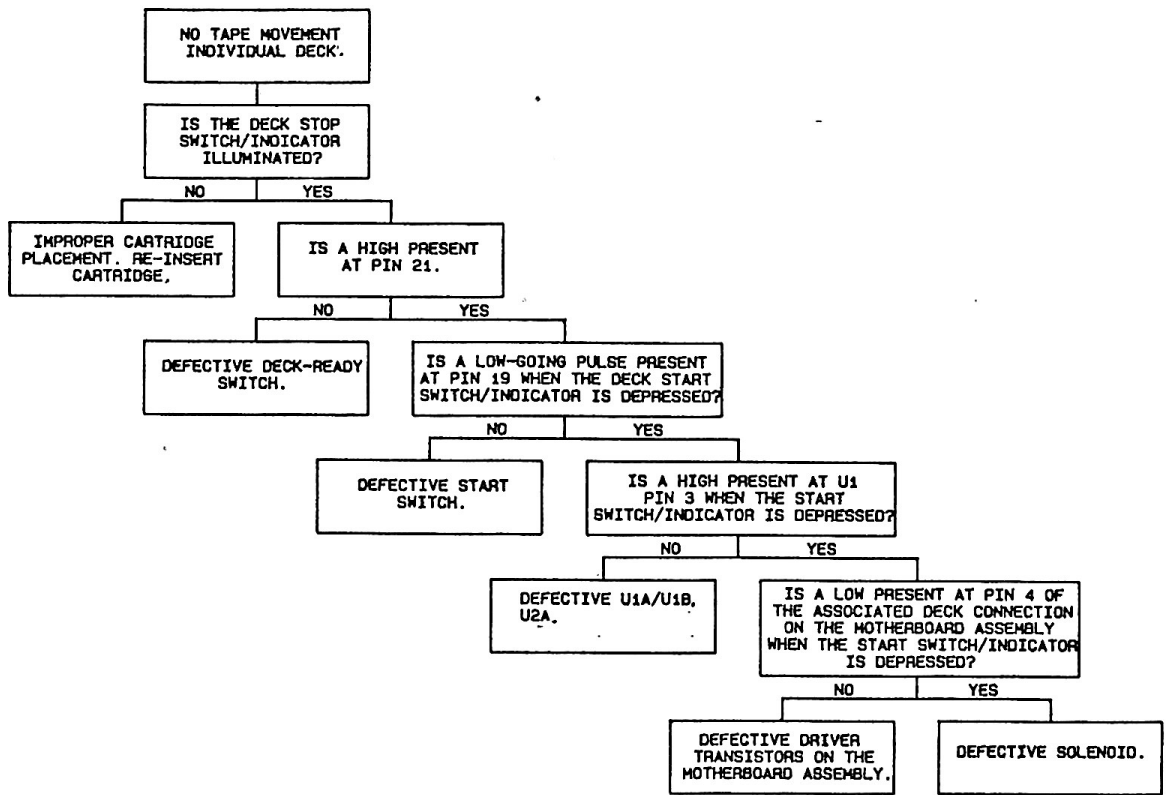 NO TAPE MOVEMENT
INDIVIDUAL DECK.
IS THE DECK STOP
SWITCH/INDICATOR
ILLUMINATED?
NO
YES
IMPROPER CARTRIDGE
PLACEMENT. RE-INSERT
CARTRIDGE,
IS A HIGH PRESENT
AT PIN 21.
NO
YES
DEFECTIVE DECK-READY
SWITCH.
IS A LOW-GOING PULSE PRESENT
AT PIN 19 WHEN THE DECK START
SWITCH/INDICATOR IS DEPRESSED?
NO
YES
DEFECTIVE START
SWITCH.
IS A HIGH PRESENT AT U1
PIN 3 WHEN THE START
SWITCH/INDICATOR IS DEPRESSED?
NO
YES
DEFECTIVE U1A/U1B,
U2A.
IS A LOW PRESENT AT PIN 4 OF
THE ASSOCIATED DECK CONNECTION
ON THE MOTHERBOARD ASSEMBLY
WHEN THE START SWITCH/INDICATOR
IS DEPRESSED?
NO
YES
DEFECTIVE DRIVER
TRANSISTORS ON THE
MOTHERBOARD ASSEMBLY.
DEFECTIVE SOLENOID.